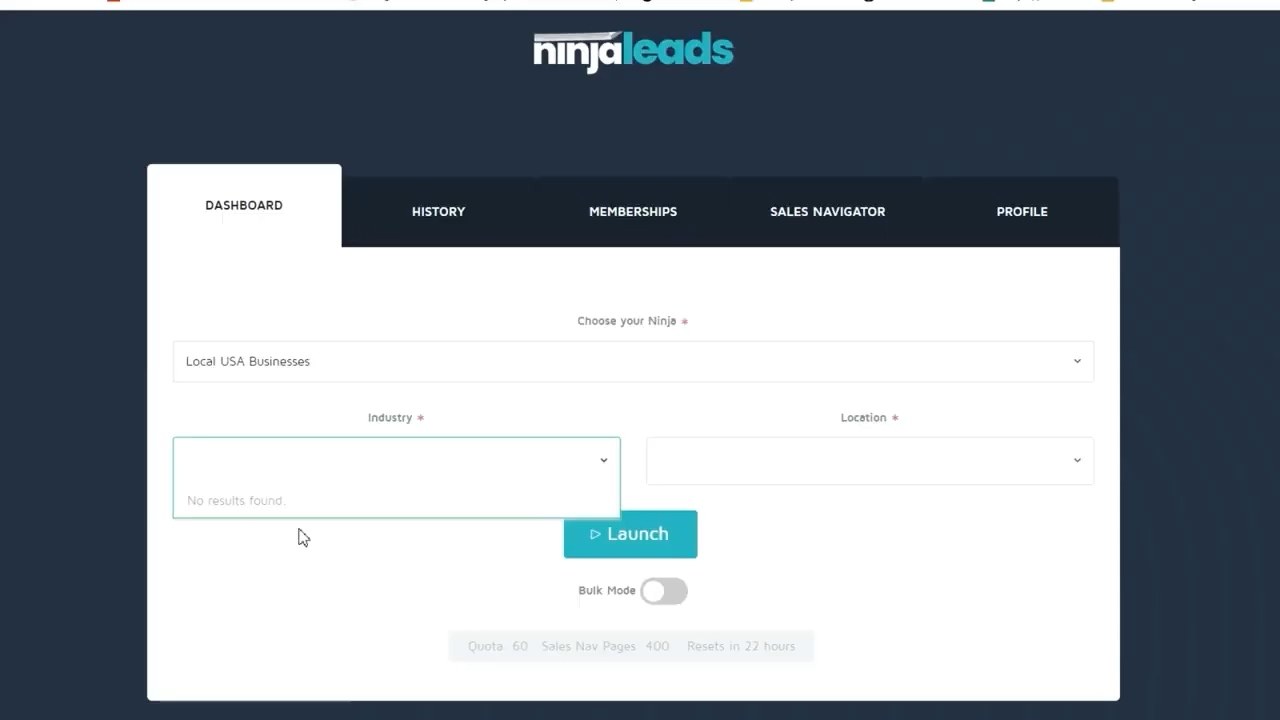 ninjaleads
DASHBOARD
HISTORY
MEMBERSHIPS
SALES NAVIGATOR
PROFILE
Choose your Ninja *
Local USA Businesses
Industry *
Location *
No results found.
Launch
Bulk Mode
Quota 60 Sales Nav Pages 400 Resets in 22 hours